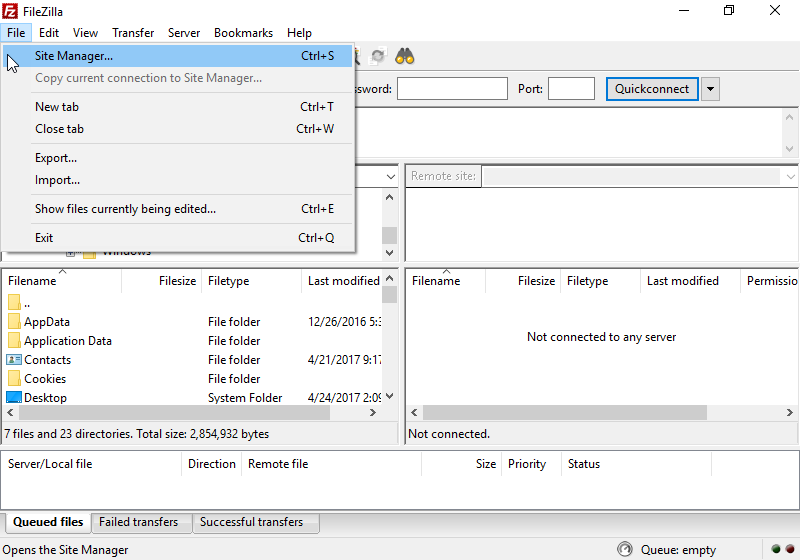 FileZilla
File Edit View Transfer Server Bookmarks Help
Site Manager... Ctrl+S
Copy current connection to Site Manager...
New tab Ctrl+T
Close tab Ctrl+W
Export...
Import...
Show files currently being edited... Ctrl+E
Exit Ctrl+Q
sword: Port: Quickconnect
Remote site:
Windows
Filename Filesize Filetype Last modified
..
AppData File folder 12/26/2016 5:3
Application Data File folder
Contacts File folder 4/21/2017 9:17
Cookies File folder
Desktop System Folder 4/24/2017 2:09
7 files and 23 directories. Total size: 2,854,932 bytes
Filename Filesize Filetype Last modified Permissio
Not connected to any server
Not connected.
Server/Local file Direction Remote file Size Priority Status
Queued files Failed transfers Successful transfers
Opens the Site Manager Queue: empty